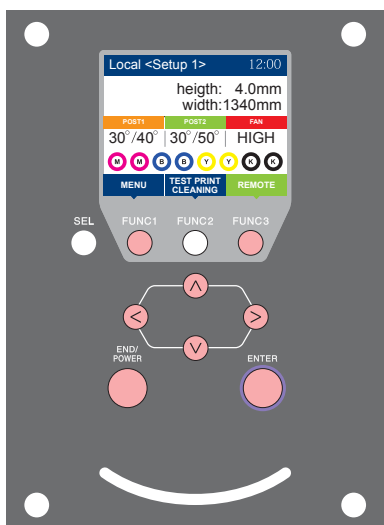 Local <Setup 1> 12:00
heigth: 4.0mm
width:1340mm
POST1 POST2 FAN
30°/40° 30°/50° HIGH
M M B B Y Y K K
MENU TEST PRINT CLEANING REMOTE
SEL FUNC1 FUNC2 FUNC3
< ∧ > ∨
END/
POWER
ENTER